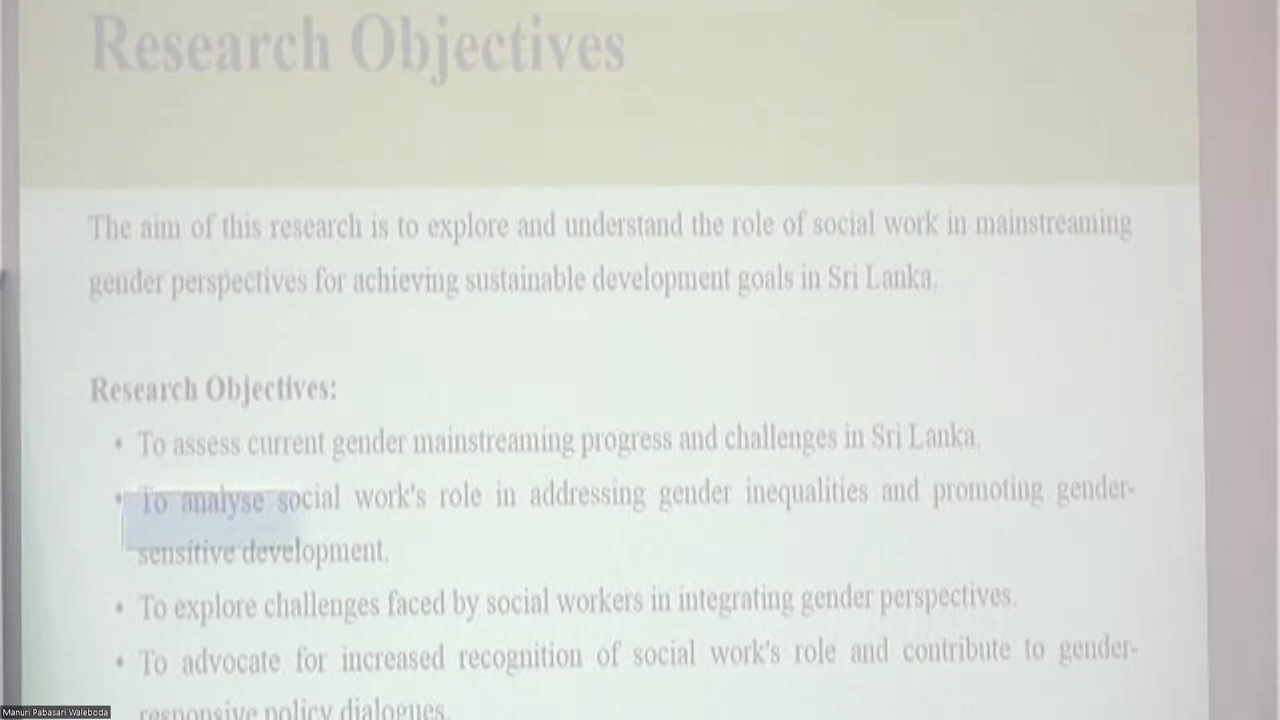 Research Objectives
The aim of this research is to explore and understand the role of social work in mainstreaming
gender perspectives for achieving sustainable development goals in Sri Lanka.
Research Objectives:
• To assess current gender mainstreaming progress and challenges in Sri Lanka.
• To analyse social work's role in addressing gender inequalities and promoting gender-
sensitive development.
• To explore challenges faced by social workers in integrating gender perspectives.
• To advocate for increased recognition of social work's role and contribute to gender-
responsive policy dialogues.
Manuri Pabasari Waleboda